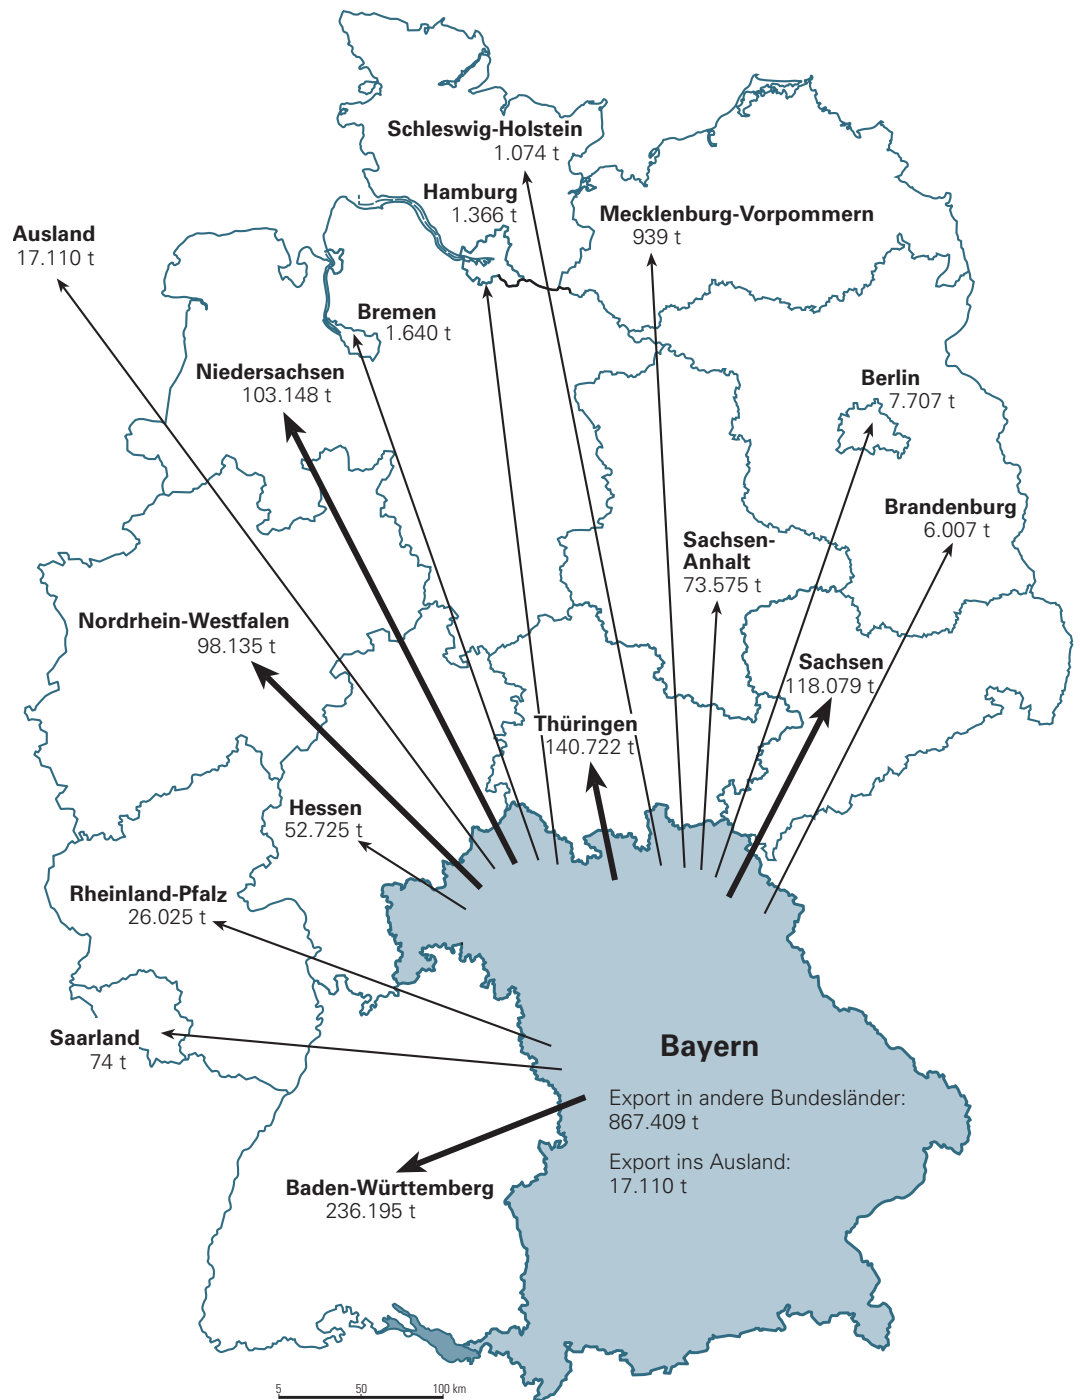 Schleswig-Holstein
1.074 t
Hamburg
1.366 t
Mecklenburg-Vorpommern
939 t
Ausland
17.110 t
Bremen
1.640 t
Niedersachsen
103.148 t
Berlin
7.707 t
Brandenburg
6.007 t
Sachsen-
Anhalt
73.575 t
Nordrhein-Westfalen
98.135 t
Sachsen
118.079 t
Thüringen
140.722 t
Hessen
52.725 t
Rheinland-Pfalz
26.025 t
Saarland
74 t
Bayern
Export in andere Bundesländer:
867.409 t
Export ins Ausland:
17.110 t
Baden-Württemberg
236.195 t
5 50 100 km